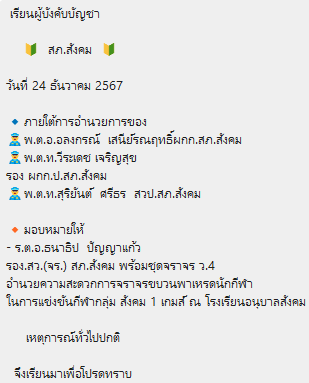 เรียนผู้บังคับบัญชา
🔰 สภ.สังคม 🔰
วันที่ 24 ธันวาคม 2567
🔹ภายใต้การอำนวยการของ
👮พ.ต.อ.อลงกรณ์ เสนีย์รณฤทธิ์ผกก.สภ.สังคม
👮พ.ต.ท.วีระเดช เจริญสุข
รอง ผกก.ป.สภ.สังคม
👮พ.ต.ท.สุริยันต์ ศรีธร สวป.สภ.สังคม
🔸มอบหมายให้
- ร.ต.อ.ธนาธิป ปัญญาแก้ว
รอง.สว.(จร.) สภ.สังคม พร้อมชุดจราจร ว.4
อำนวยความสะดวกการจราจรขบวนพาเหรดนักกีฬา
ในการแข่งขันกีฬากลุ่ม สังคม 1 เกมส์ ณ โรงเรียนอนุบาลสังคม
เหตุการณ์ทั่วไปปกติ
จึงเรียนมาเพื่อโปรดทราบ